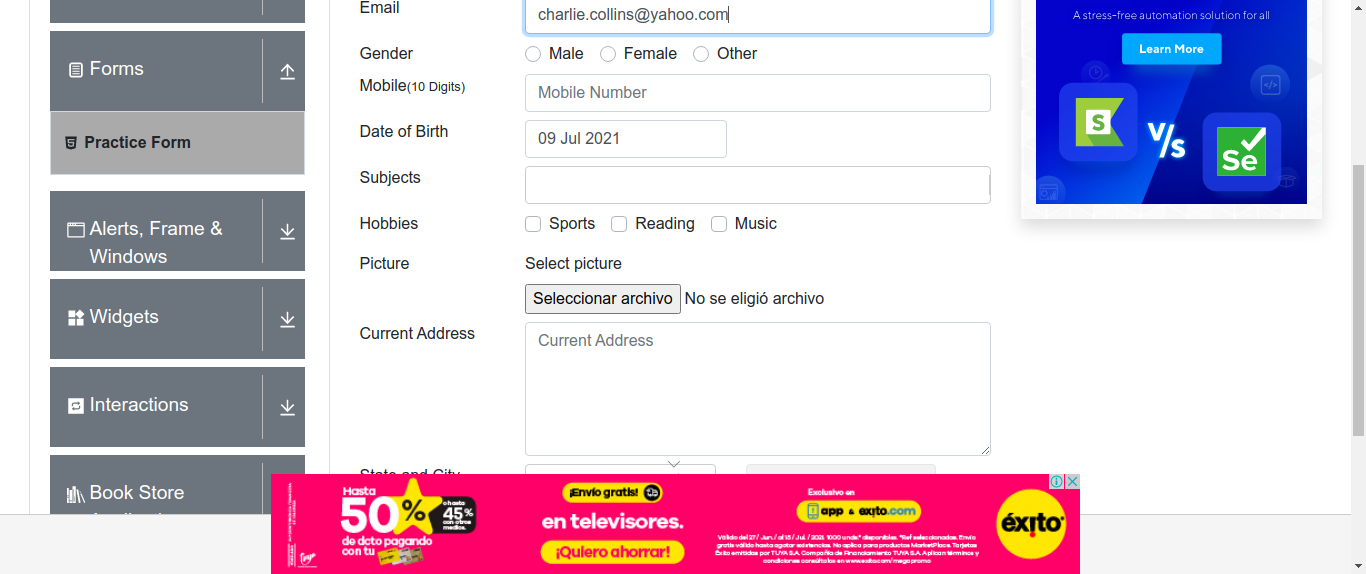 Email
charlie.collins@yahoo.com
A stress-free automation solution for all
Forms
Gender
Male
Female
Other
Learn More
Mobile(10 Digits)
Mobile Number
Practice Form
Date of Birth
09 Jul 2021
S
V/s
Se
Subjects
Alerts, Frame &
Windows
Hobbies
Sports
Reading
Music
Picture
Select picture
Seleccionar archivo No se eligió archivo
Widgets
Current Address
Current Address
Interactions
State and City
Book Store
Hasta
50%
o hasta
45%
con otros
medios.
de dcto pagando
con tu
¡Envío gratis!
en televisores.
¡Quiero ahorrar!
Exclusivo en
app & exito.com
Válido del 27 / Jun. / al 13 / Jul. / 2021. 1000 unds.* disponibles. *Ref seleccionadas. Envío
gratis válido hasta agotar existencias. No aplica para productos MarketPlace. Tarjetas
Éxito emitidas por TUYA S.A. Compañía de Financiamiento TUYA S.A. Aplican términos y
condiciones consúltalos en www.exito.com/megapromo
éxito